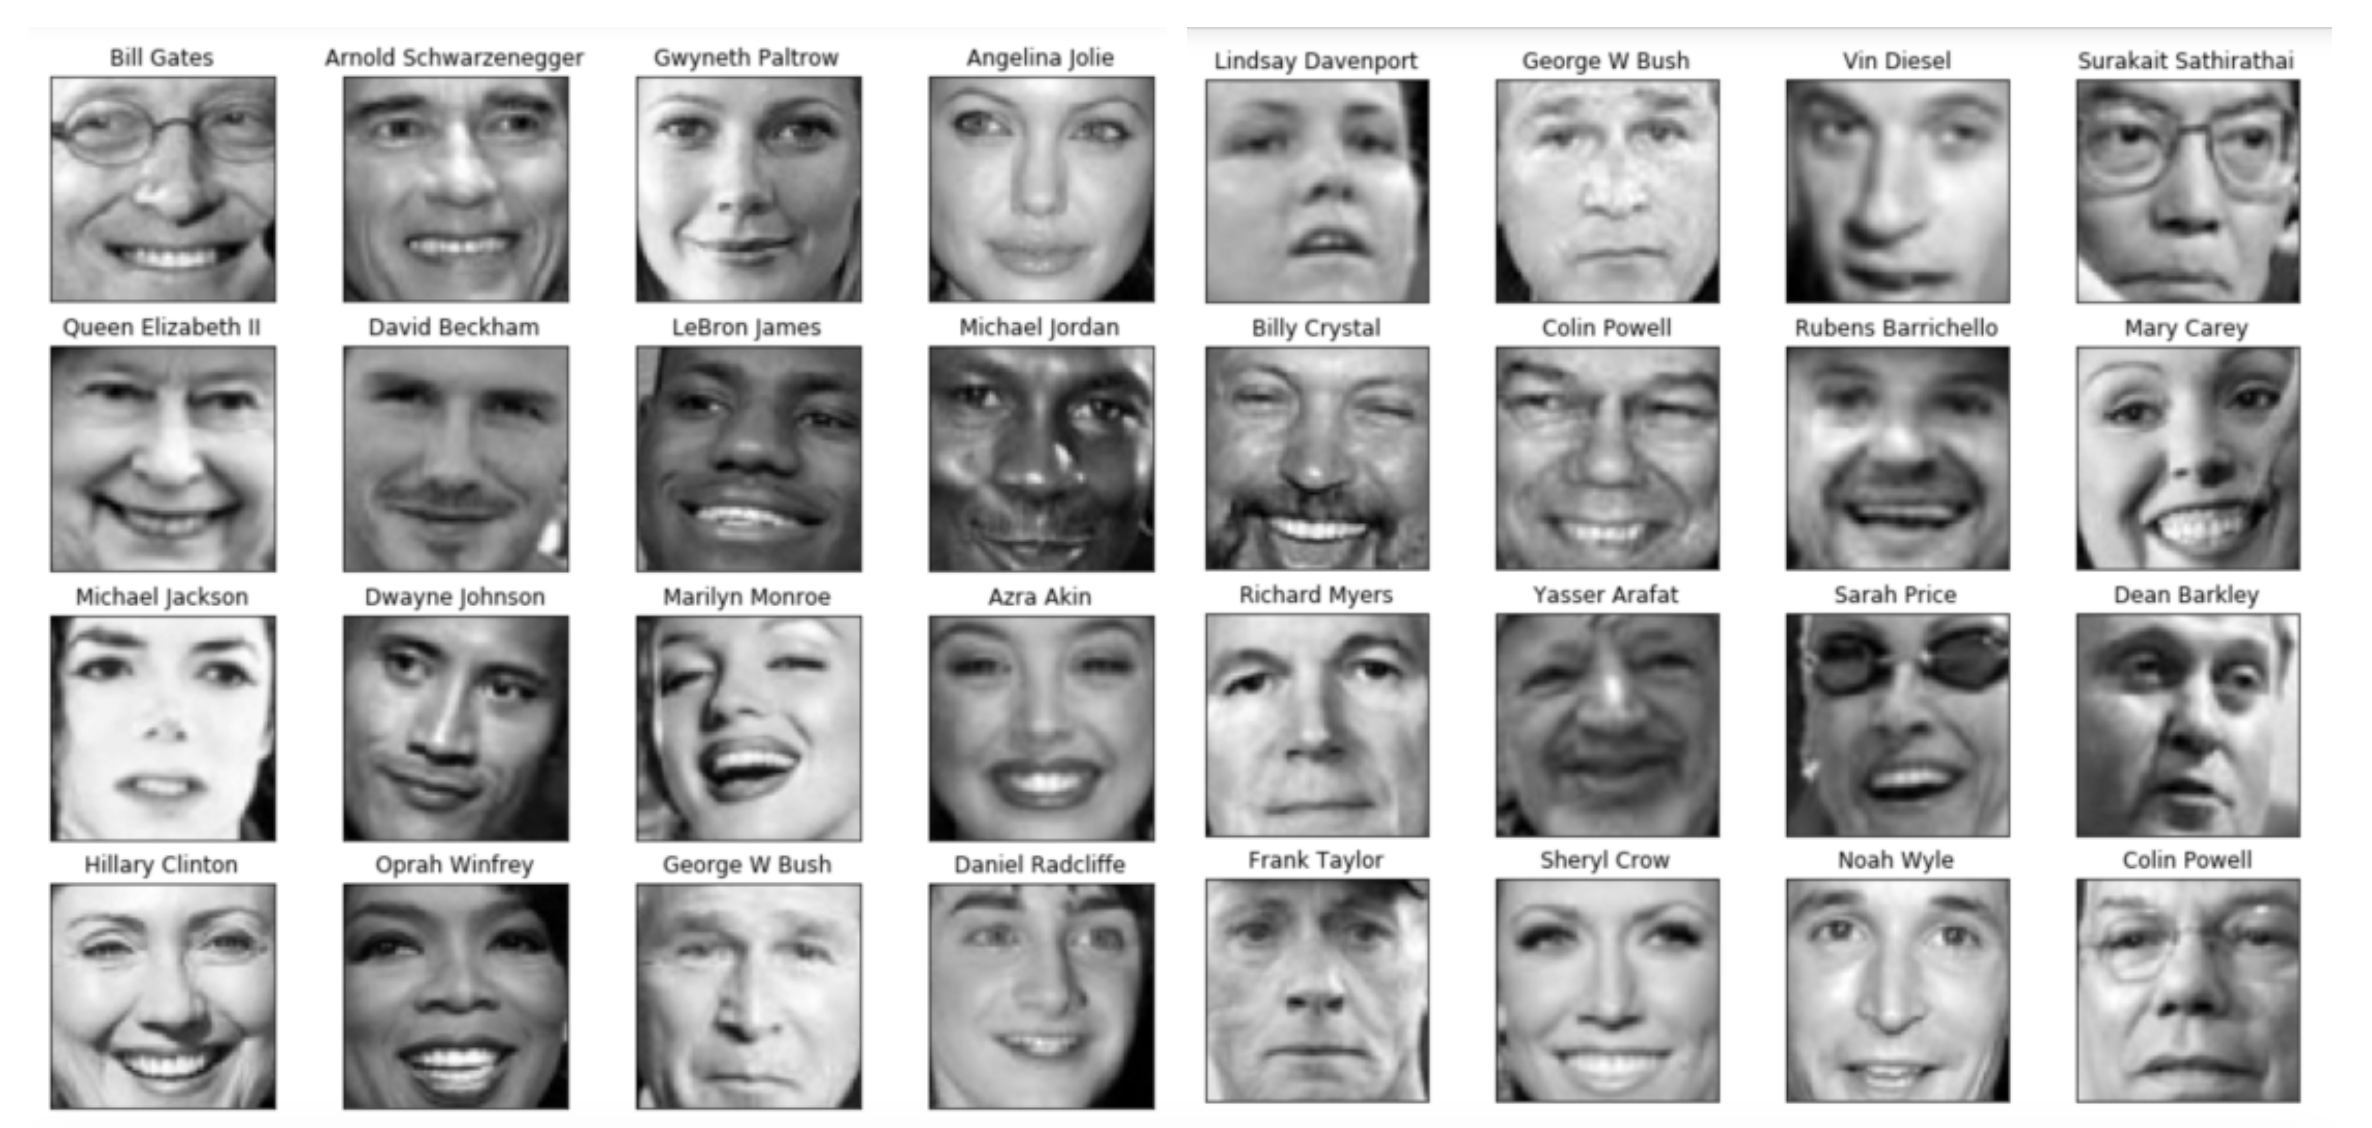 Bill Gates
Arnold Schwarzenegger
Gwyneth Paltrow
Angelina Jolie
Lindsay Davenport
George W Bush
Vin Diesel
Surakait Sathirathai
Queen Elizabeth II
David Beckham
LeBron James
Michael Jordan
Billy Crystal
Colin Powell
Rubens Barrichello
Mary Carey
Michael Jackson
Dwayne Johnson
Marilyn Monroe
Azra Akin
Richard Myers
Yasser Arafat
Sarah Price
Dean Barkley
Hillary Clinton
Oprah Winfrey
George W Bush
Daniel Radcliffe
Frank Taylor
Sheryl Crow
Noah Wyle
Colin Powell